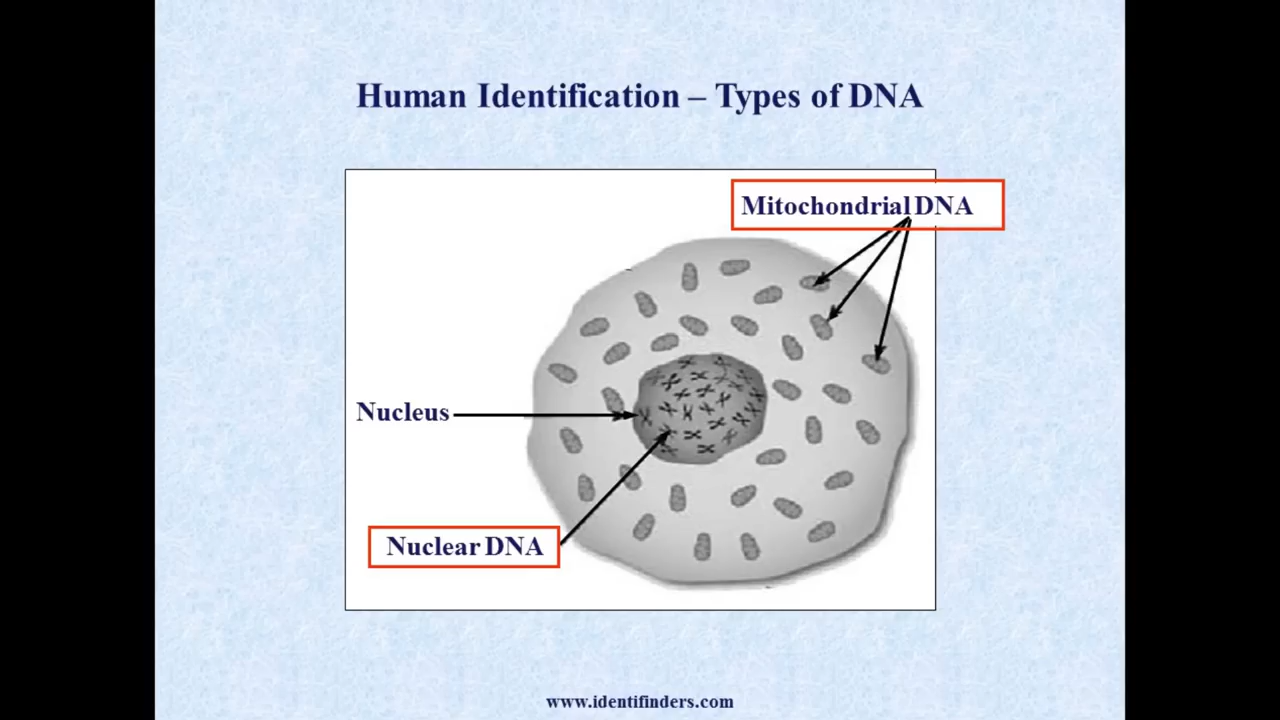 Human Identification – Types of DNA
Mitochondrial DNA
Nucleus
Nuclear DNA
www.identifinders.com